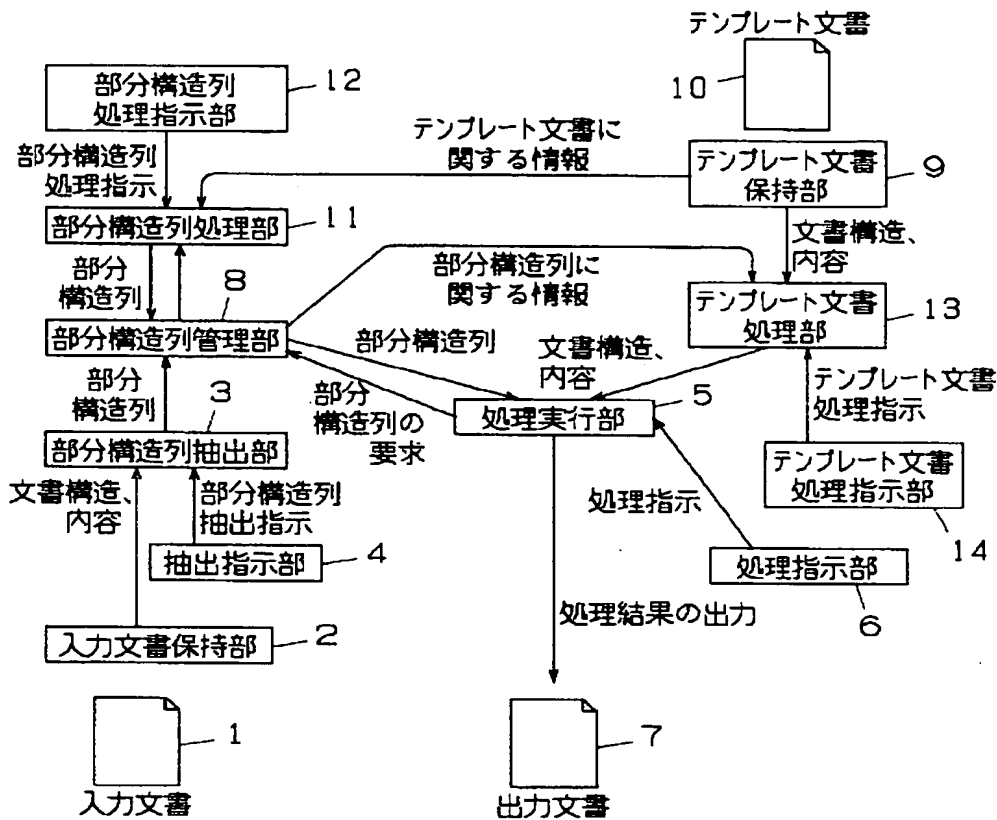 テンプレート文書
10
部分構造列
処理指示部
12
テンプレート文書に
関する情報
部分構造列
処理指示
テンプレート文書
保持部
9
部分構造列処理部
11
文書構造、
内容
部分
構造列
8
部分構造列に
関する情報
テンプレート文書
処理部
13
部分構造列管理部
部分構造列
文書構造、
内容
部分
構造列
3
部分
構造列の
要求
処理実行部
5
テンプレート文書
処理指示
部分構造列抽出部
テンプレート文書
処理指示部
14
文書構造、
内容
部分構造列
抽出指示
処理指示
抽出指示部
4
処理指示部
6
処理結果の出力
入力文書保持部
2
1
入力文書
7
出力文書